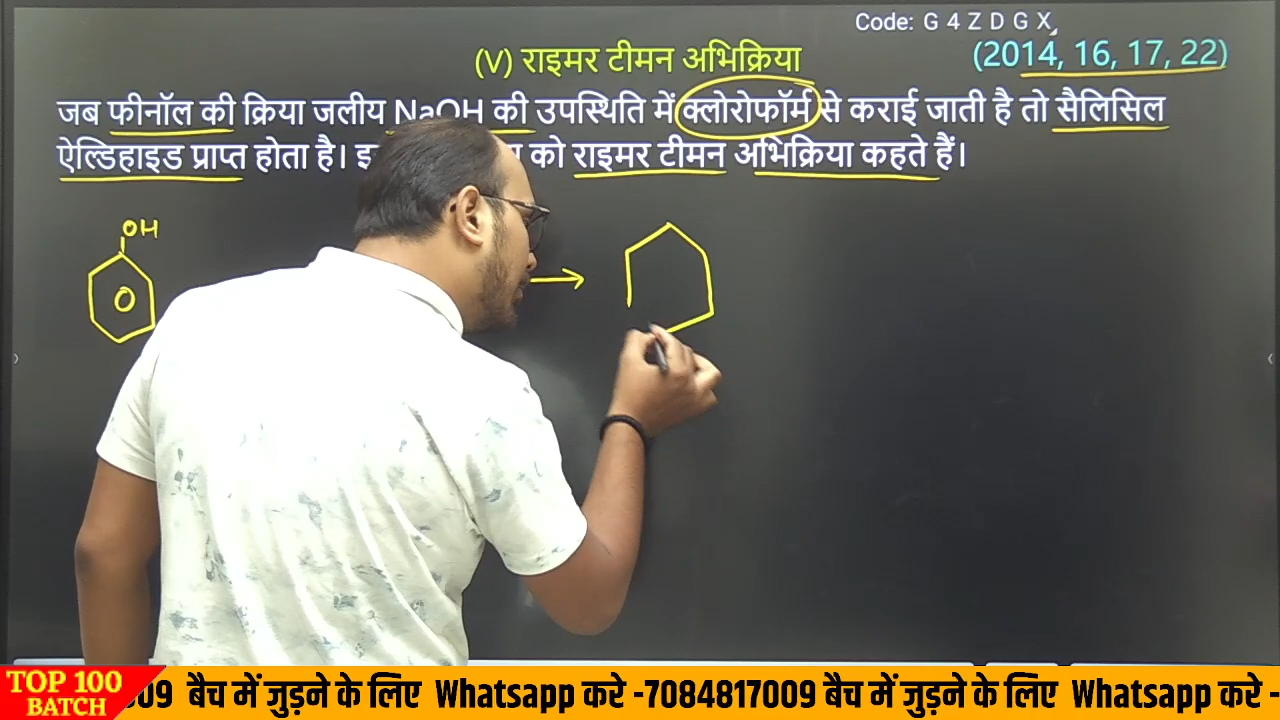 Code: G 4 Z D G X
(V) राइमर टीमन अभिक्रिया (2014, 16, 17, 22)
जब फीनॉल की क्रिया जलीय NaOH की उपस्थिति में क्लोरोफॉर्म से कराई जाती है तो सैलिसिल
ऐल्डिहाइड प्राप्त होता है। को राइमर टीमन अभिक्रिया कहते हैं।
OH
TOP 100
BATCH
009 बैच में जुड़ने के लिए Whatsapp करे -7084817009 बैच में जुड़ने के लिए Whatsapp करे -